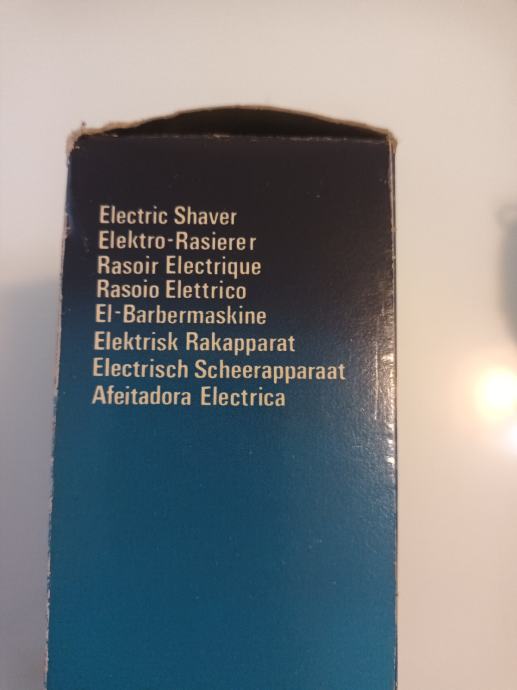 Electric Shaver
Elektro-Rasierer
Rasoir Electrique
Rasoio Elettrico
El-Barbermaskine
Elektrisk Rakapparat
Electrisch Scheerapparaat
Afeitadora Electrica